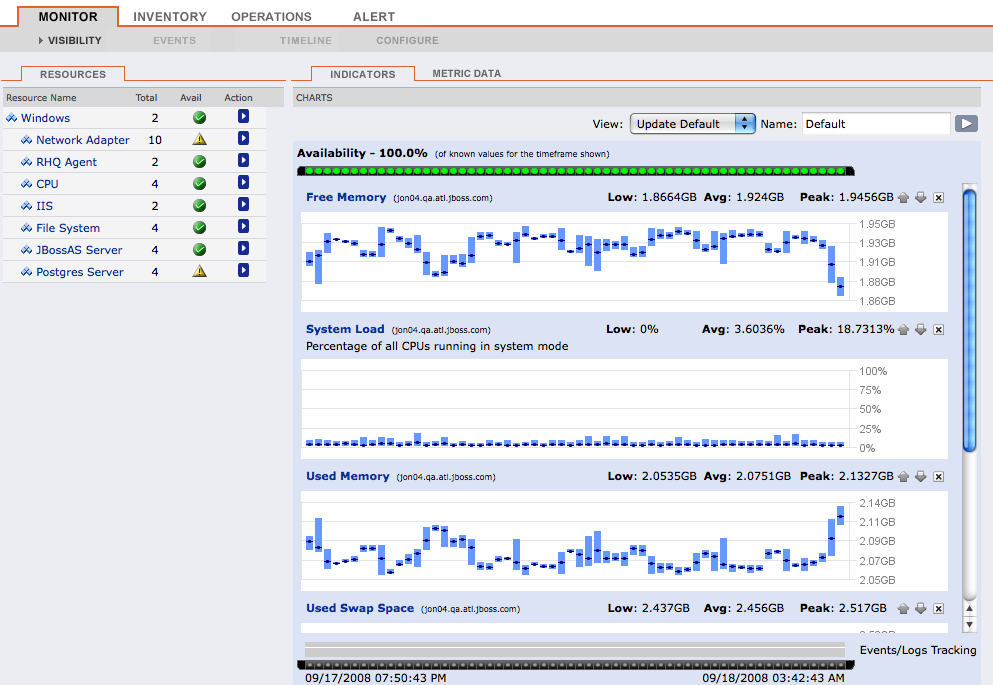 MONITOR INVENTORY OPERATIONS ALERT
VISIBILITY EVENTS TIMELINE CONFIGURE
RESOURCES
Resource Name Total Avail Action
Windows 2
Network Adapter 10
RHQ Agent 2
CPU 4
IIS 2
File System 4
JBossAS Server 4
Postgres Server 4
INDICATORS METRIC DATA
CHARTS
View: Update Default Name: Default
Availability - 100.0% (of known values for the timeframe shown)
Free Memory (jon04.qa.atl.jboss.com) Low: 1.8664GB Avg: 1.924GB Peak: 1.9456GB
1.95GB
1.93GB
1.91GB
1.88GB
1.86GB
System Load (jon04.qa.atl.jboss.com) Low: 0% Avg: 3.6036% Peak: 18.7313%
Percentage of all CPUs running in system mode
100%
75%
50%
25%
0%
Used Memory (jon04.qa.atl.jboss.com) Low: 2.0535GB Avg: 2.0751GB Peak: 2.1327GB
2.14GB
2.11GB
2.09GB
2.07GB
2.05GB
Used Swap Space (jon04.qa.atl.jboss.com) Low: 2.437GB Avg: 2.456GB Peak: 2.517GB
Events/Logs Tracking
09/17/2008 07:50:43 PM 09/18/2008 03:42:43 AM